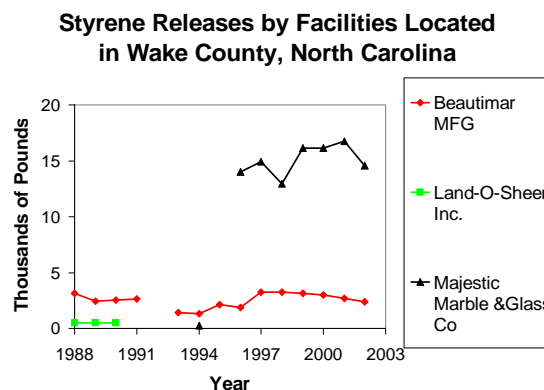 Styrene Releases by Facilities Located
in Wake County, North Carolina
Thousands of Pounds
20
15
10
5
0
1988 1991 1994 1997 2000 2003
Year
Beautimar
MFG
Land-O-Sheen
Inc.
Majestic
Marble &Glass
Co